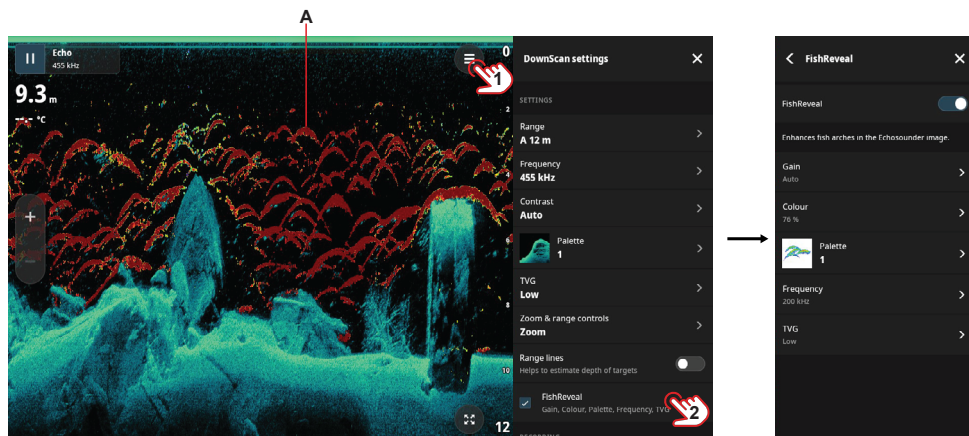 A
Echo
455 kHz
9.3 m
--.- °C
+
0
2
4
6
8
10
12
1
DownScan settings
SETTINGS
Range
A 12 m
Frequency
455 kHz
Contrast
Auto
Palette
1
TVG
Low
Zoom & range controls
Zoom
Range lines
Helps to estimate depth of targets
FishReveal
Gain, Colour, Palette, Frequency, TVG
2
FishReveal
FishReveal
Enhances fish arches in the Echosounder image.
Gain
Auto
Colour
76 %
Palette
1
Frequency
200 kHz
TVG
Low